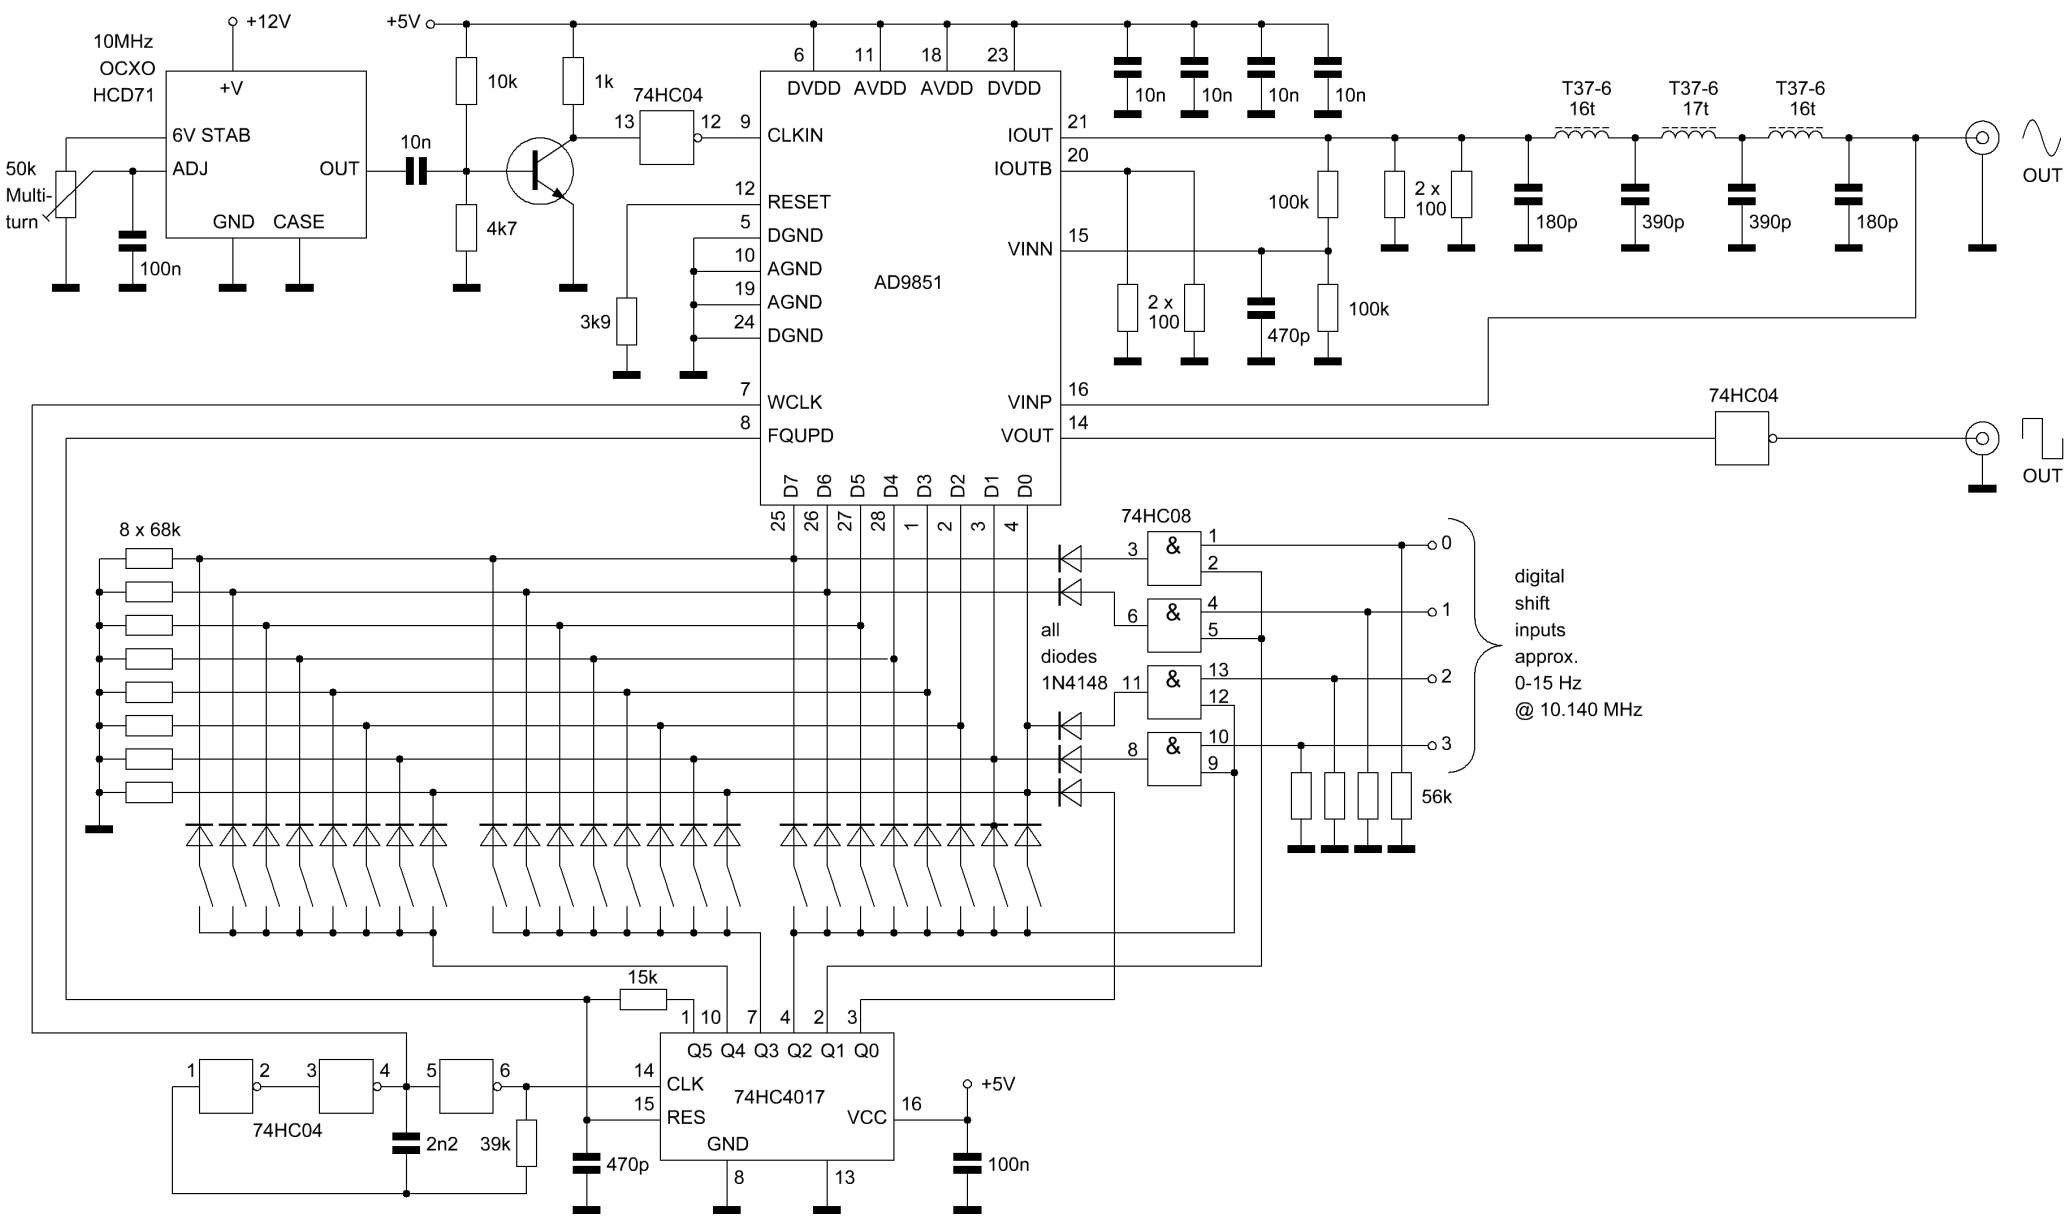 +12V
+5V
10MHz
OCXO
HCD71
+V
6V STAB
ADJ
OUT
GND CASE
50k
Multi-
turn
100n
10n
10k
4k7
1k
74HC04
13
12
3k9
6
11
18
23
DVDD AVDD AVDD DVDD
9 CLKIN
12 RESET
5 DGND
10 AGND
19 AGND
24 DGND
7 WCLK
8 FQUPD
AD9851
IOUT 21
IOUTB 20
VINN 15
VINP 16
VOUT 14
D7 D6 D5 D4 D3 D2 D1 D0
25 26 27 28 1 2 3 4
10n 10n 10n 10n
100k
2 x
100
2 x
100
470p
100k
180p
390p
390p
180p
T37-6
16t
T37-6
17t
T37-6
16t
OUT
74HC04
OUT
8 x 68k
74HC08
3 & 1
2
6 & 4
5
11 & 13
12
8 & 10
9
all
diodes
1N4148
0
1
2
3
56k
digital
shift
inputs
approx.
0-15 Hz
@ 10.140 MHz
15k
1 10 7 4 2 3
Q5 Q4 Q3 Q2 Q1 Q0
14 CLK
15 RES
74HC4017
VCC 16
GND
8
13
+5V
100n
470p
1 2 3 4 5 6
74HC04
2n2
39k